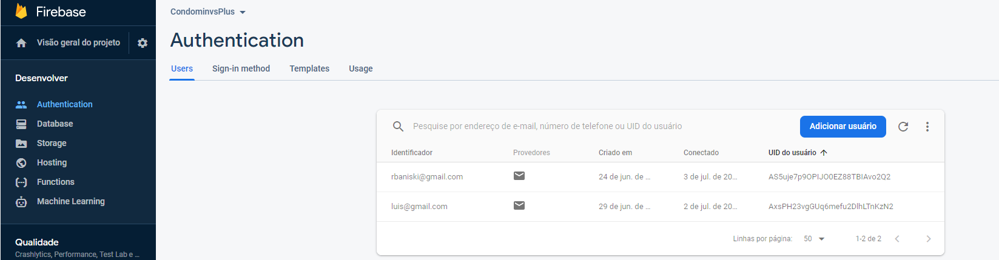 Firebase
Visão geral do projeto
Desenvolver
Authentication
Database
Storage
Hosting
Functions
Machine Learning
Qualidade
Crashlytics, Performance, Test Lab e ...
CondominvsPlus
Authentication
Users Sign-in method Templates Usage
Pesquise por endereço de e-mail, número de telefone ou UID do usuário Adicionar usuário
Identificador Provedores Criado em Conectado UID do usuário
rbaniski@gmail.com 24 de jun. de ... 3 de jul. de 20... AS5uje7p9OPIJO0EZ88TBIAvo2Q2
luis@gmail.com 29 de jun. de ... 2 de jul. de 20... AxsPH23vgGUq6mefu2DlhLTnKzN2
Linhas por página: 50 1-2 de 2